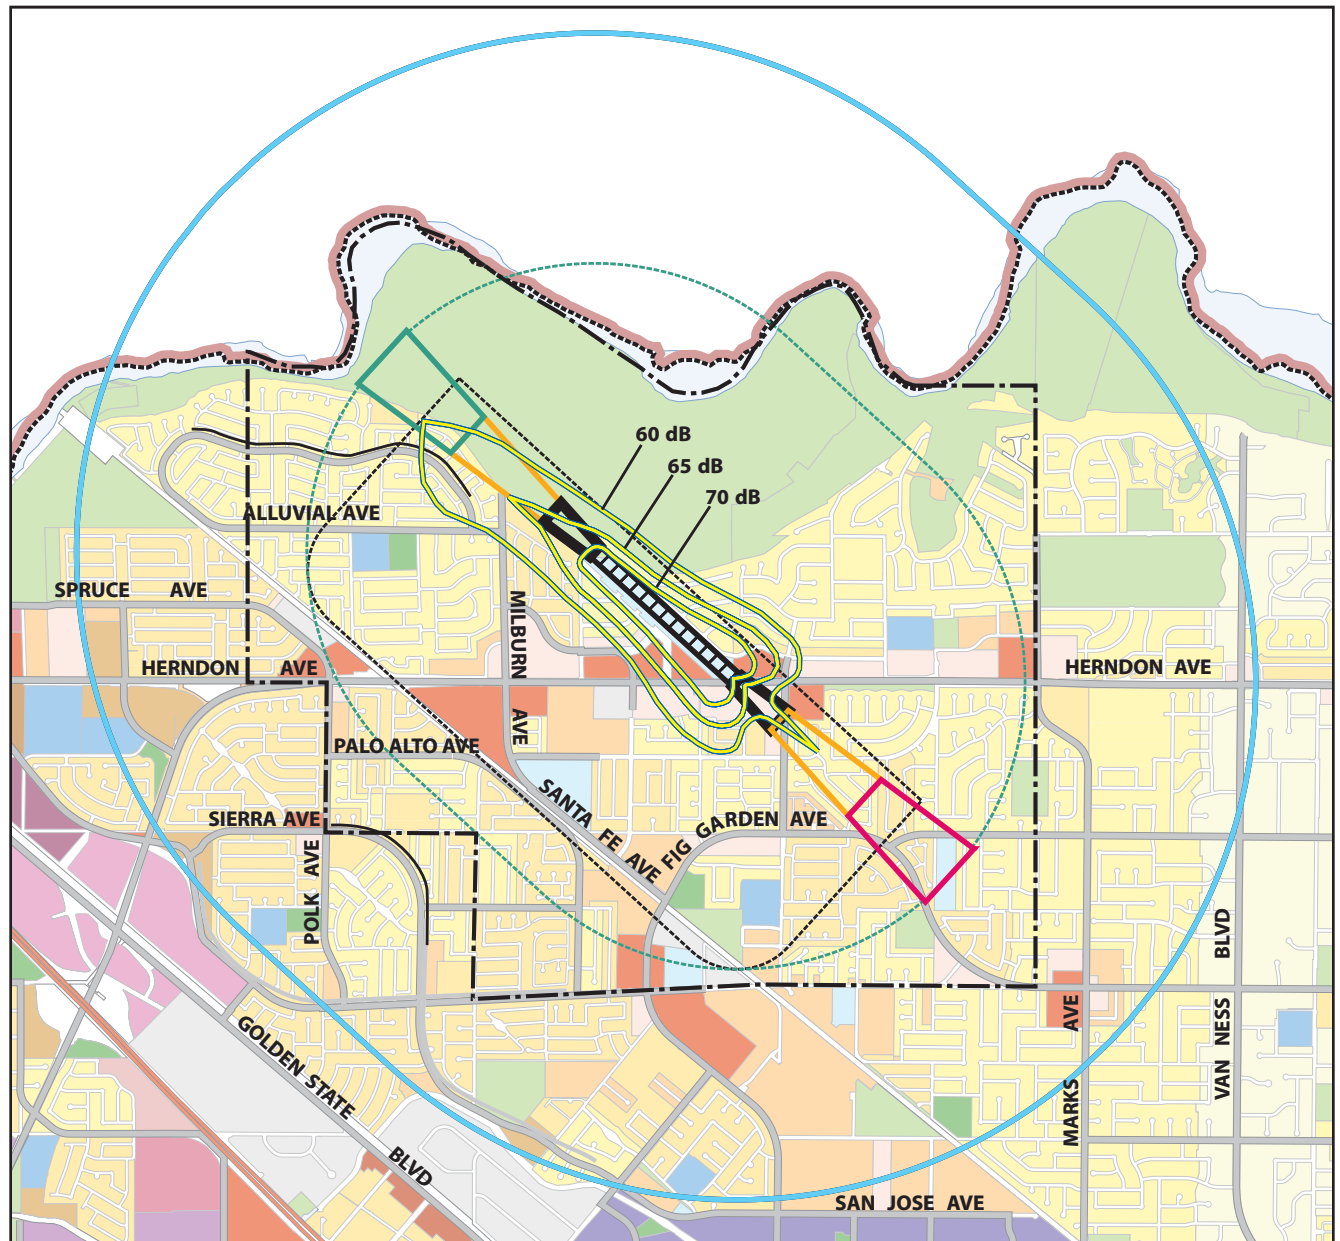 60 dB
65 dB
70 dB
ALLUVIAL AVE
SPRUCE AVE
MILBURN AVE
HERNDON AVE
HERNDON AVE
PALO ALTO AVE
SANTA FE AVE
SIERRA AVE
FIG GARDEN AVE
POLK AVE
GOLDEN STATE BLVD
MARKS AVE
VAN NESS BLVD
SAN JOSE AVE